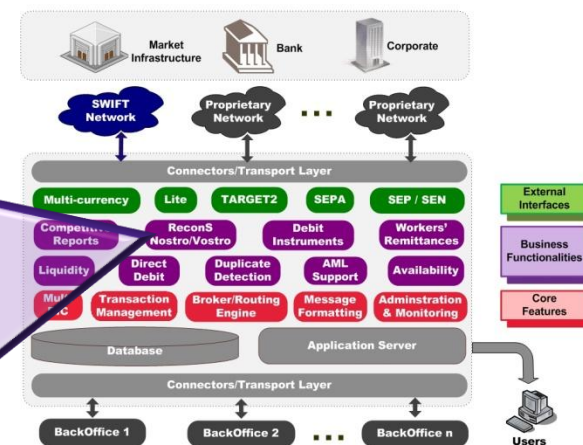 Market
Infrastructure
Bank
Corporate
SWIFT
Network
Proprietary
Network
Proprietary
Network
Connectors/Transport Layer
Multi-currency
Lite
TARGET2
SEPA
SEP / SEN
External
Interfaces
Reports
ReconS
Nostro/Vostro
Debit
Instruments
Workers'
Remittances
Business
Functionalities
Liquidity
Direct
Debit
Duplicate
Detection
AML
Support
Availability
Transaction
Management
Broker/Routing
Engine
Message
Formatting
Adminstration
& Monitoring
Core
Features
Database
Application Server
Connectors/Transport Layer
BackOffice 1
BackOffice 2
BackOffice n
Users